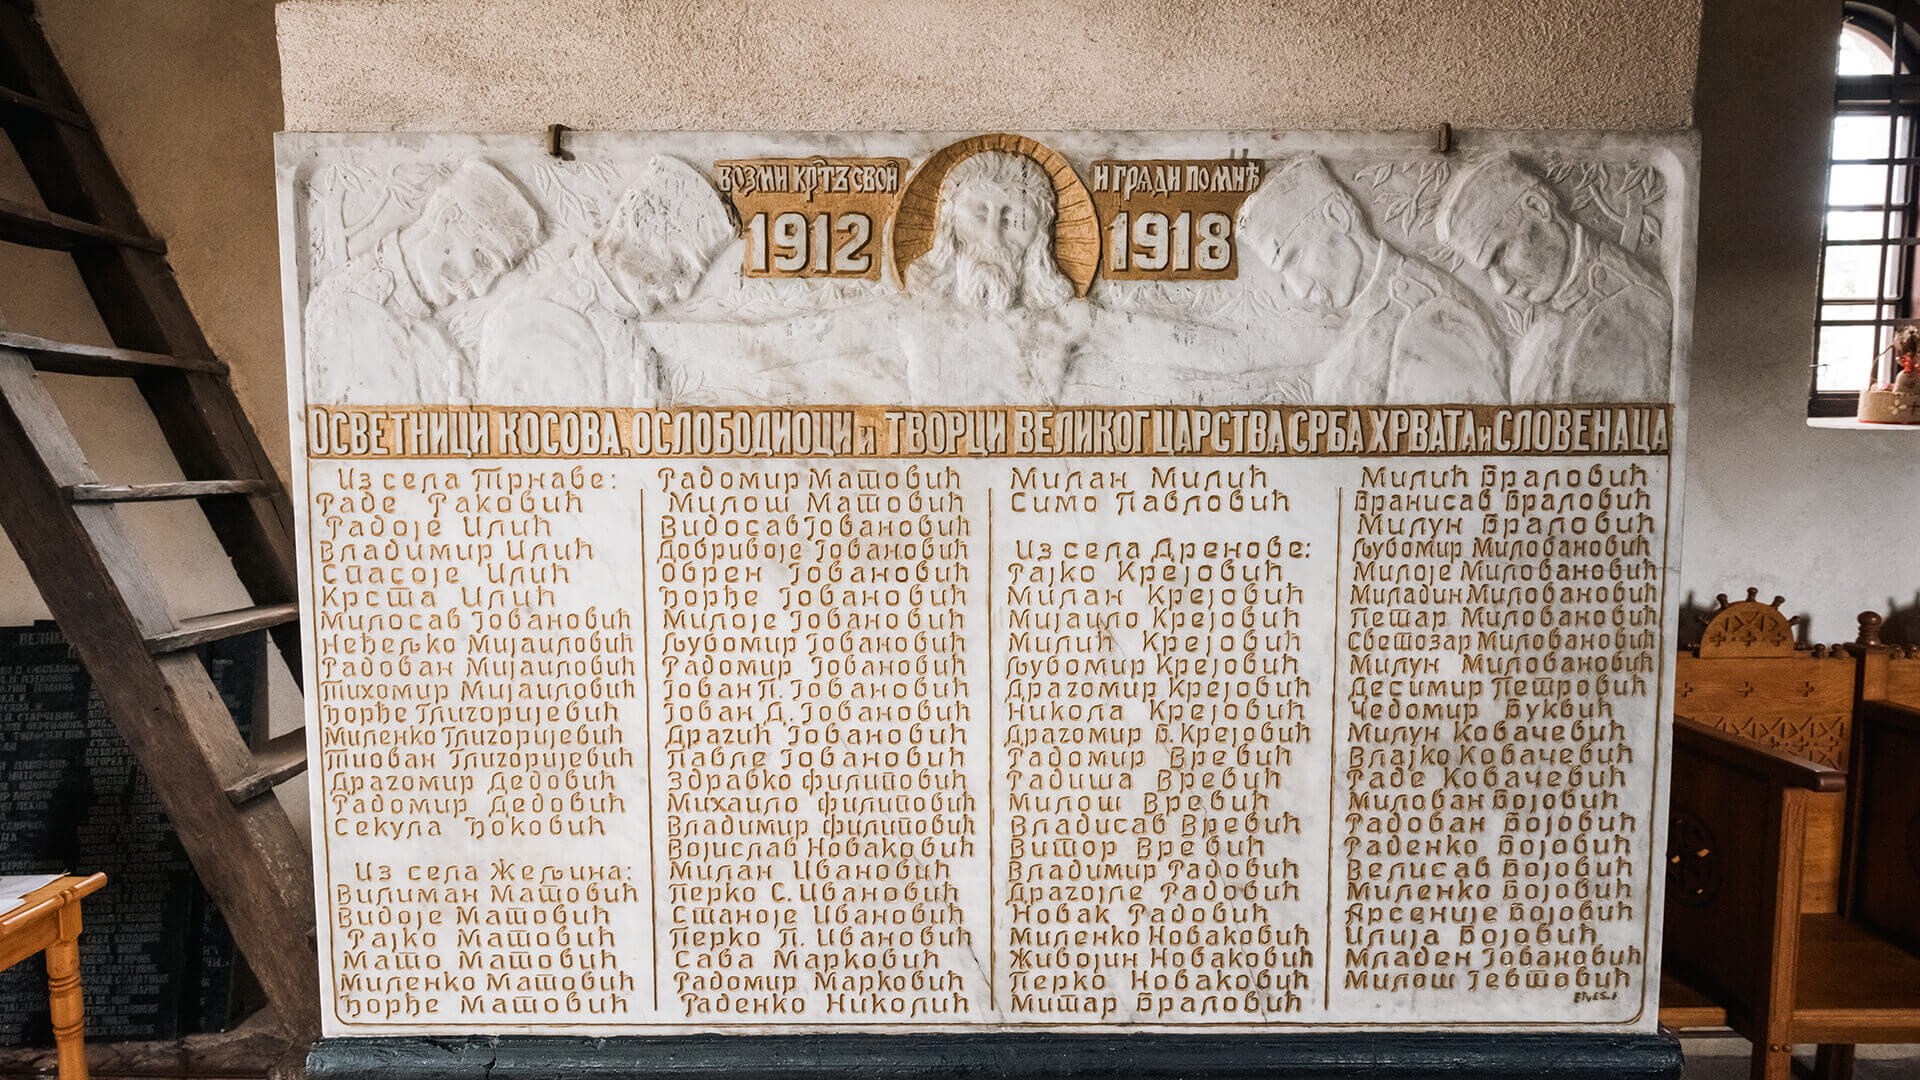 ВОЗМИ КРТЪ СВОЙ
И ГРЯДИ ПО МНѢ
1912
1918
ОСВЕТНИЦИ КОСОВА, ОСЛОБОДИОЦИ и ТВОРЦИ ВЕЛИКОГ ЦАРСТВА СРБА ХРВАТА и СЛОВЕНАЦА
Из села Трнаве:
Раде Раковић
Радоје Илић
Владимир Илић
Спасоје Илић
Крста Илић
Милосав Јовановић
Неђељко Мијаиловић
Радован Мијаиловић
Тихомир Мијаиловић
Ђорђе Глигоријевић
Миленко Глигоријевић
Тиован Глигоријевић
Драгомир Дедовић
Радомир Дедовић
Секула Ђоковић
Из села Жељина:
Вилиман Матовић
Видоје Матовић
Рајко Матовић
Мато Матовић
Миленко Матовић
Ђорђе Матовић
Радомир Матовић
Милош Матовић
Видосав Јовановић
Добривоје Јовановић
Обрен Јовановић
Ђорђе Јовановић
Милоје Јовановић
Љубомир Јовановић
Радомир Јовановић
Јован П. Јовановић
Јован Д. Јовановић
Драгић Јовановић
Павле Јовановић
Здравко Филиповић
Михаило Филиповић
Владимир Филиповић
Војислав Новаковић
Милан Ивановић
Перко С. Ивановић
Станоје Ивановић
Перко П. Ивановић
Сава Марковић
Радомир Марковић
Раденко Николић
Милан Милић
Симо Павловић
Из села Дренове:
Рајко Крејовић
Милан Крејовић
Мијаило Крејовић
Милић Крејовић
Љубомир Крејовић
Драгомир Крејовић
Никола Крејовић
Драгомир Б. Крејовић
Радомир Вревић
Радиша Вревић
Милош Вревић
Владисав Вревић
Витор Вревић
Владимир Радовић
Драгојле Радовић
Новак Радовић
Миленко Новаковић
Живојин Новаковић
Перко Новаковић
Митар Браловић
Милић Браловић
Бранисав Браловић
Милун Браловић
Љубомир Миловановић
Милоје Миловановић
Миладин Миловановић
Петар Миловановић
Светозар Миловановић
Милун Миловановић
Десимир Петровић
Чедомир Буквић
Милун Ковачевић
Влајко Ковачевић
Раде Ковачевић
Милован Бојовић
Радован Бојовић
Раденко Бојовић
Велисав Бојовић
Миленко Бојовић
Арсеније Бојовић
Илија Бојовић
Младен Јовановић
Милош Јевтовић